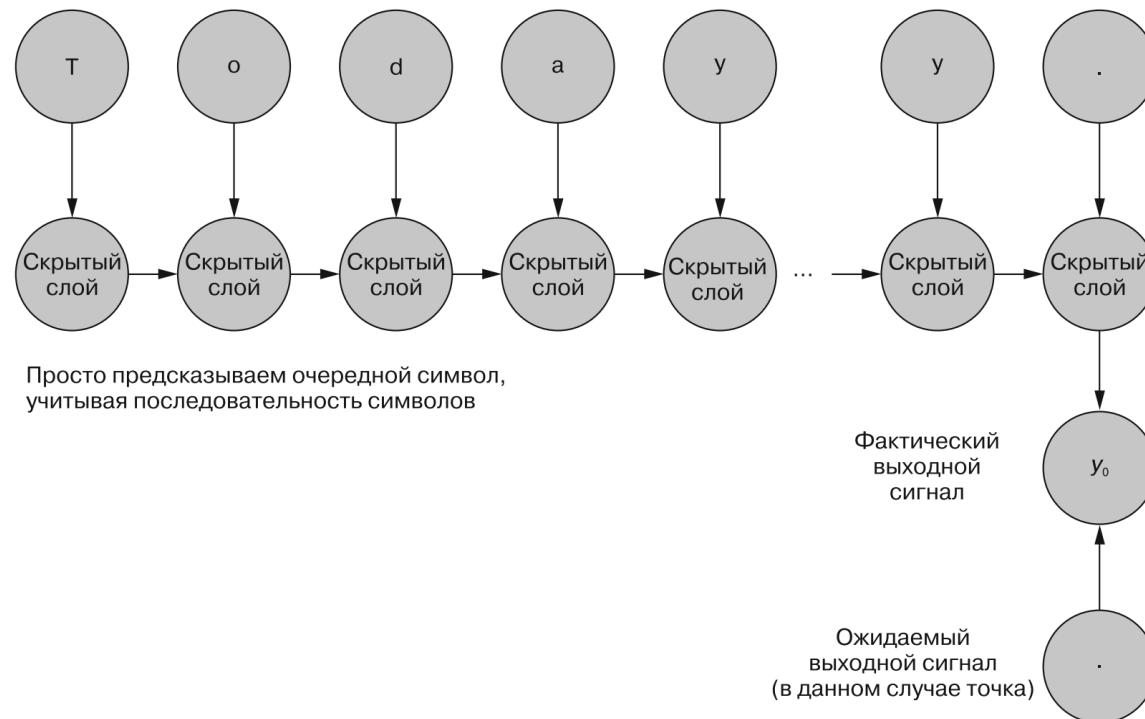 T o d a y y .
Скрытый слой Скрытый слой Скрытый слой Скрытый слой Скрытый слой ... Скрытый слой Скрытый слой
Просто предсказываем очередной символ,
учитывая последовательность символов
Фактический
выходной
сигнал
y₀
Ожидаемый
выходной сигнал
(в данном случае точка)
.